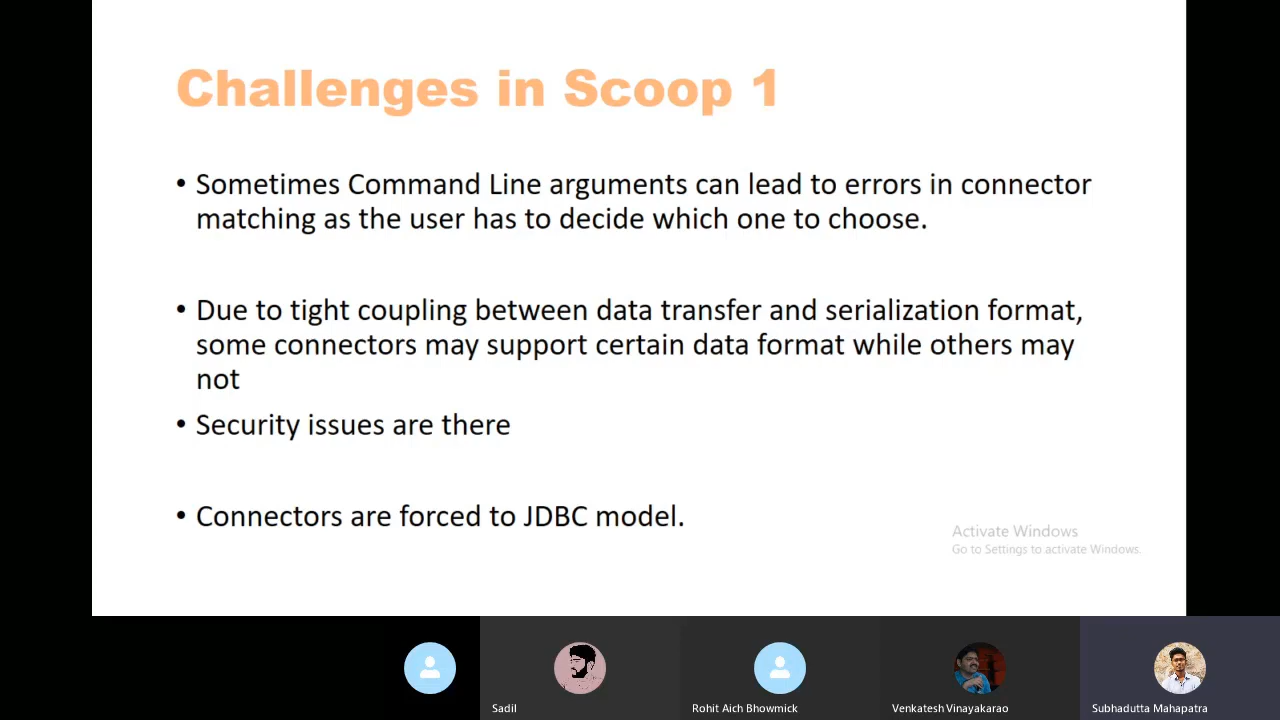 Challenges in Scoop 1
• Sometimes Command Line arguments can lead to errors in connector
matching as the user has to decide which one to choose.
• Due to tight coupling between data transfer and serialization format,
some connectors may support certain data format while others may
not
• Security issues are there
• Connectors are forced to JDBC model.
Activate Windows
Go to Settings to activate Windows.
Sadil
Rohit Aich Bhowmick
Venkatesh Vinayakarao
Subhadutta Mahapatra